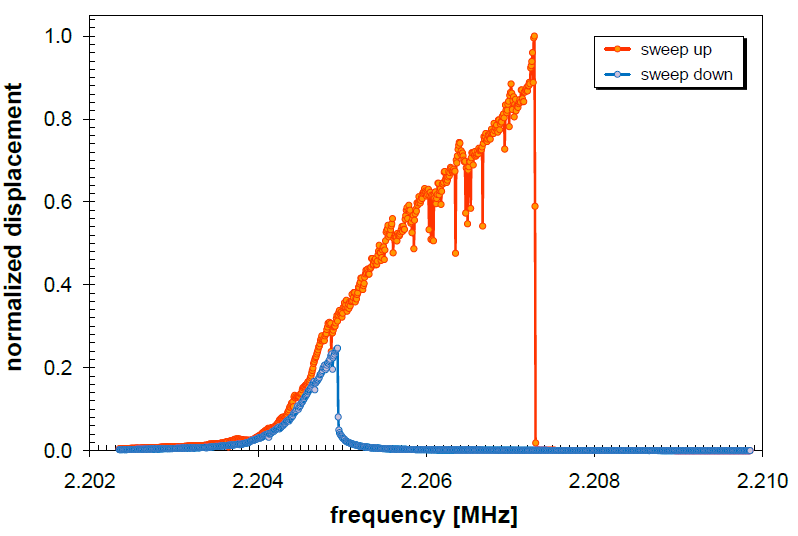 1.0
0.8
0.6
0.4
0.2
0.0
2.202
2.204
2.206
2.208
2.210
normalized displacement
frequency [MHz]
sweep up
sweep down